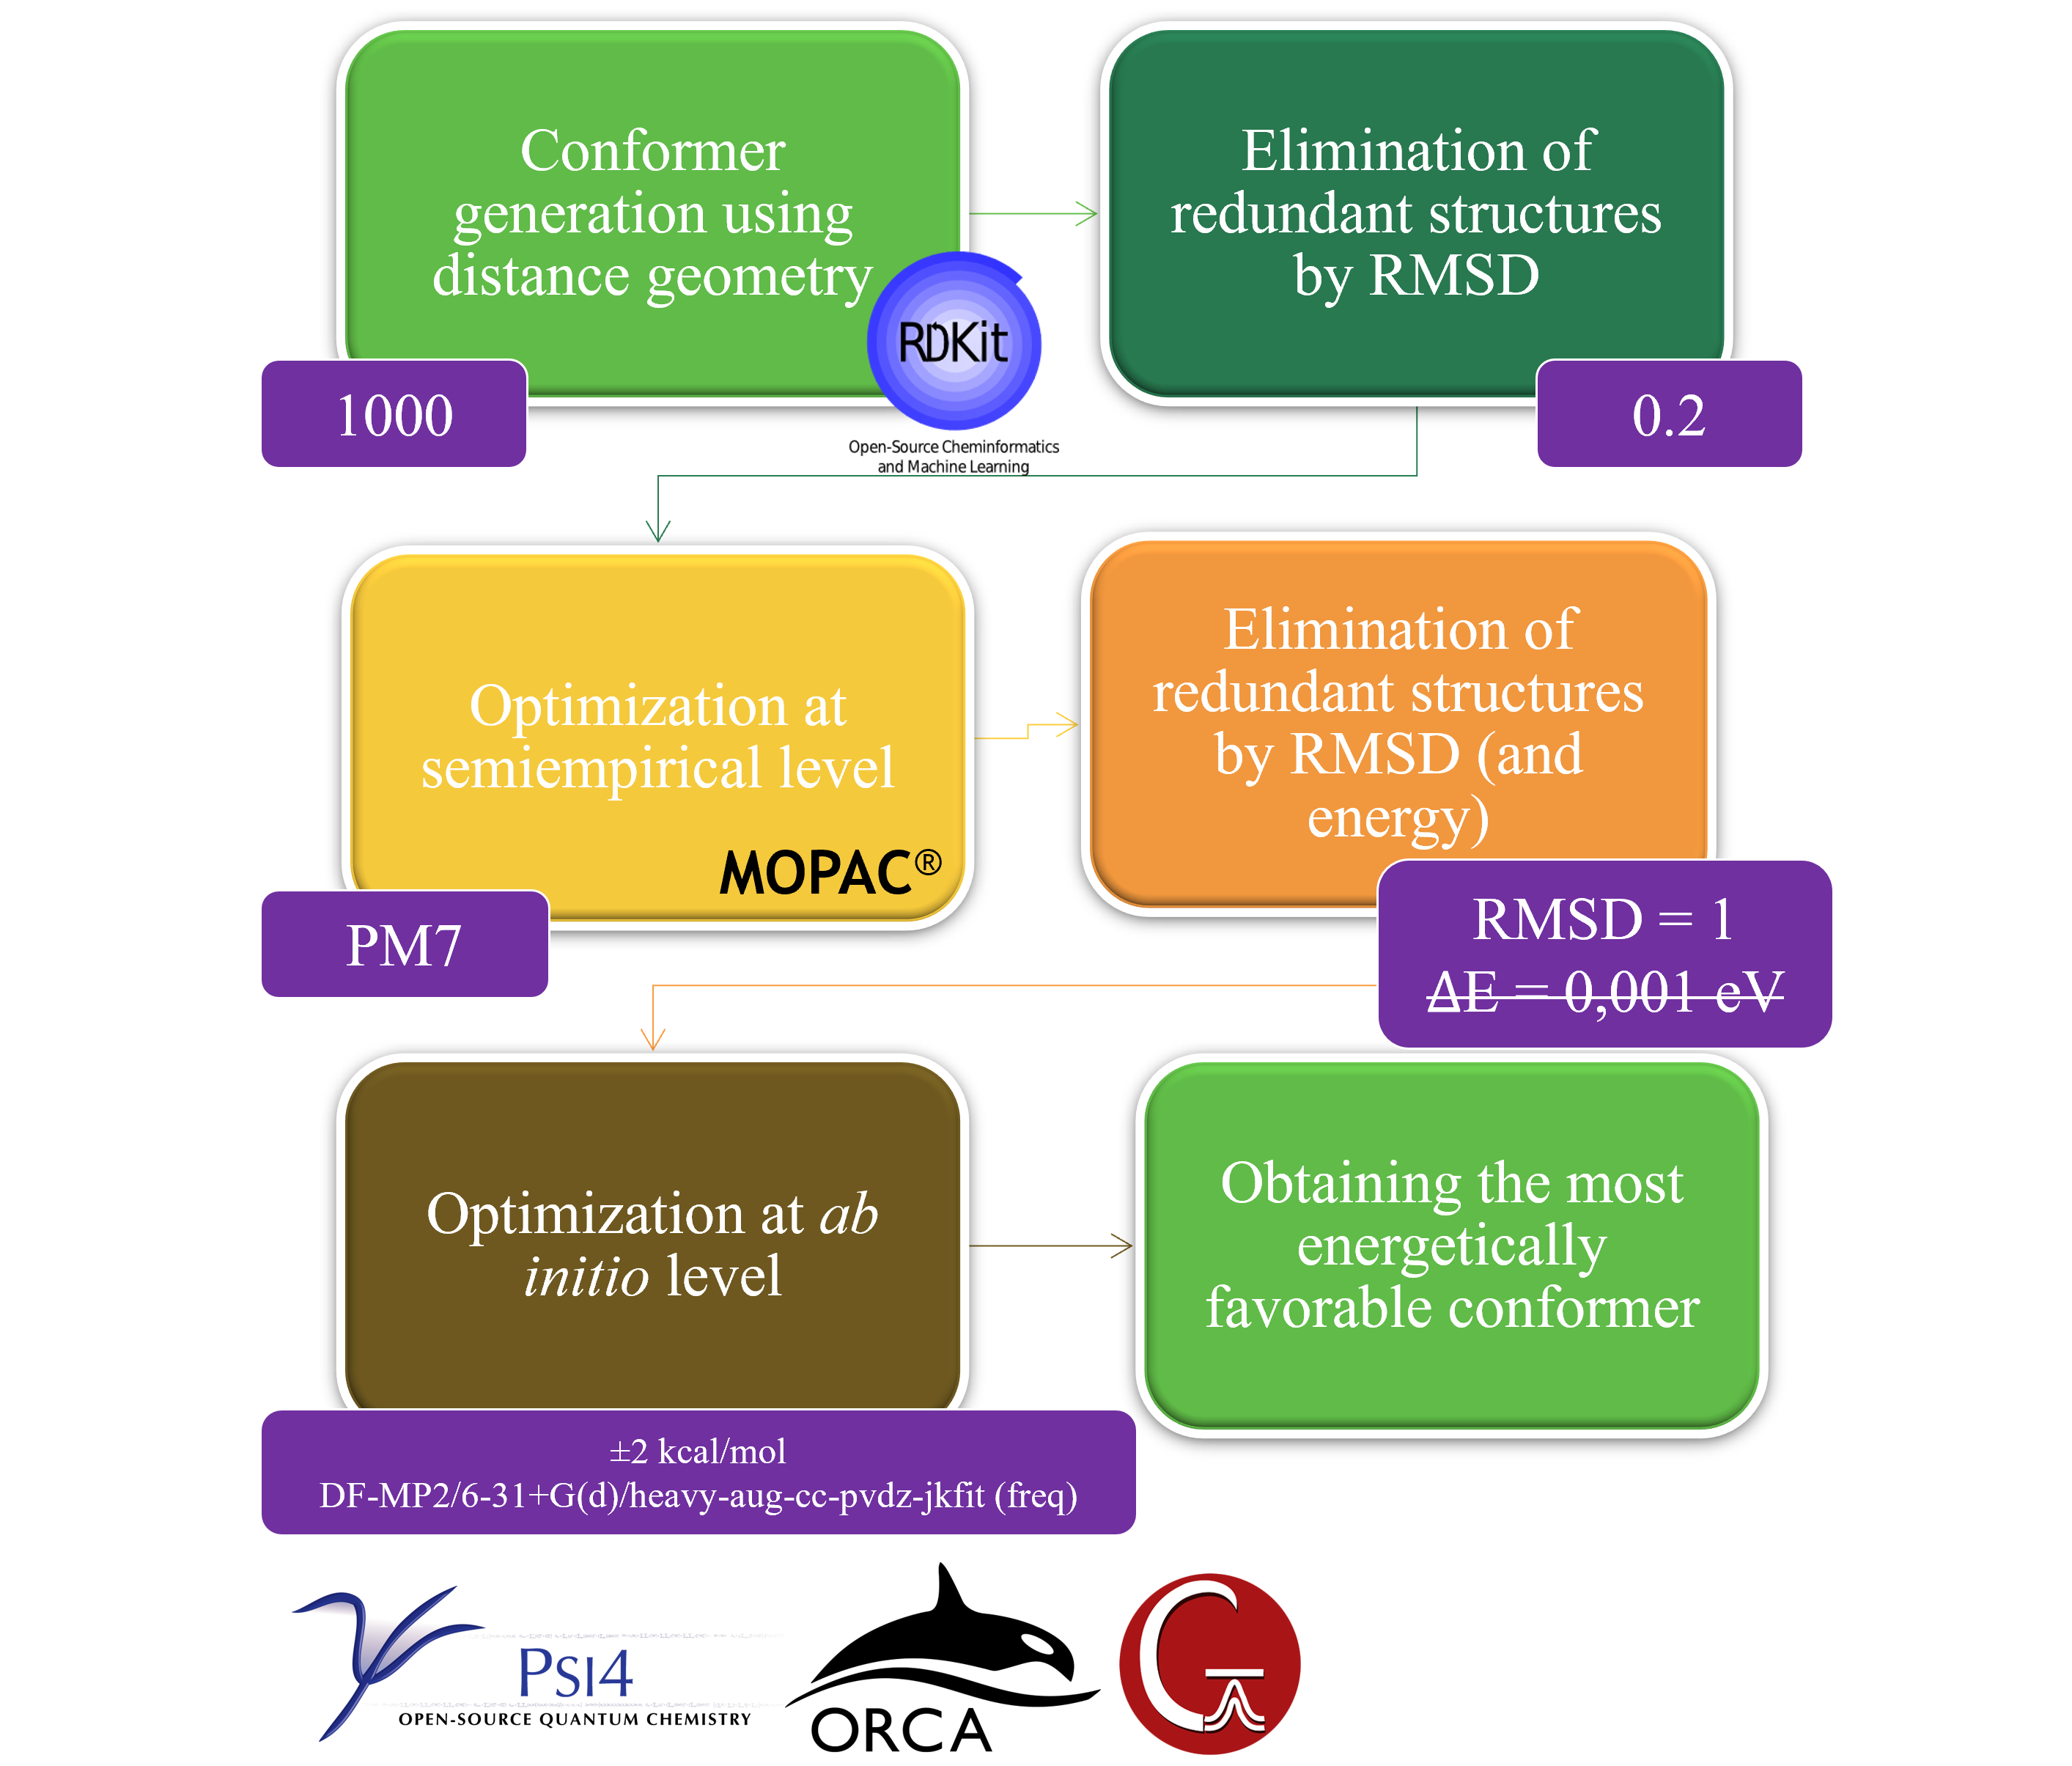 Conformer
generation using
distance geometry
RDKit
Open-Source Cheminformatics
and Machine Learning
1000
Elimination of
redundant structures
by RMSD
0.2
Optimization at
semiempirical level
MOPAC®
PM7
Elimination of
redundant structures
by RMSD (and
energy)
RMSD = 1
ΔE = 0,001 eV
Optimization at ab
initio level
±2 kcal/mol
DF-MP2/6-31+G(d)/heavy-aug-cc-pvdz-jkfit (freq)
Obtaining the most
energetically
favorable conformer
PSI4
OPEN-SOURCE QUANTUM CHEMISTRY
ORCA
G